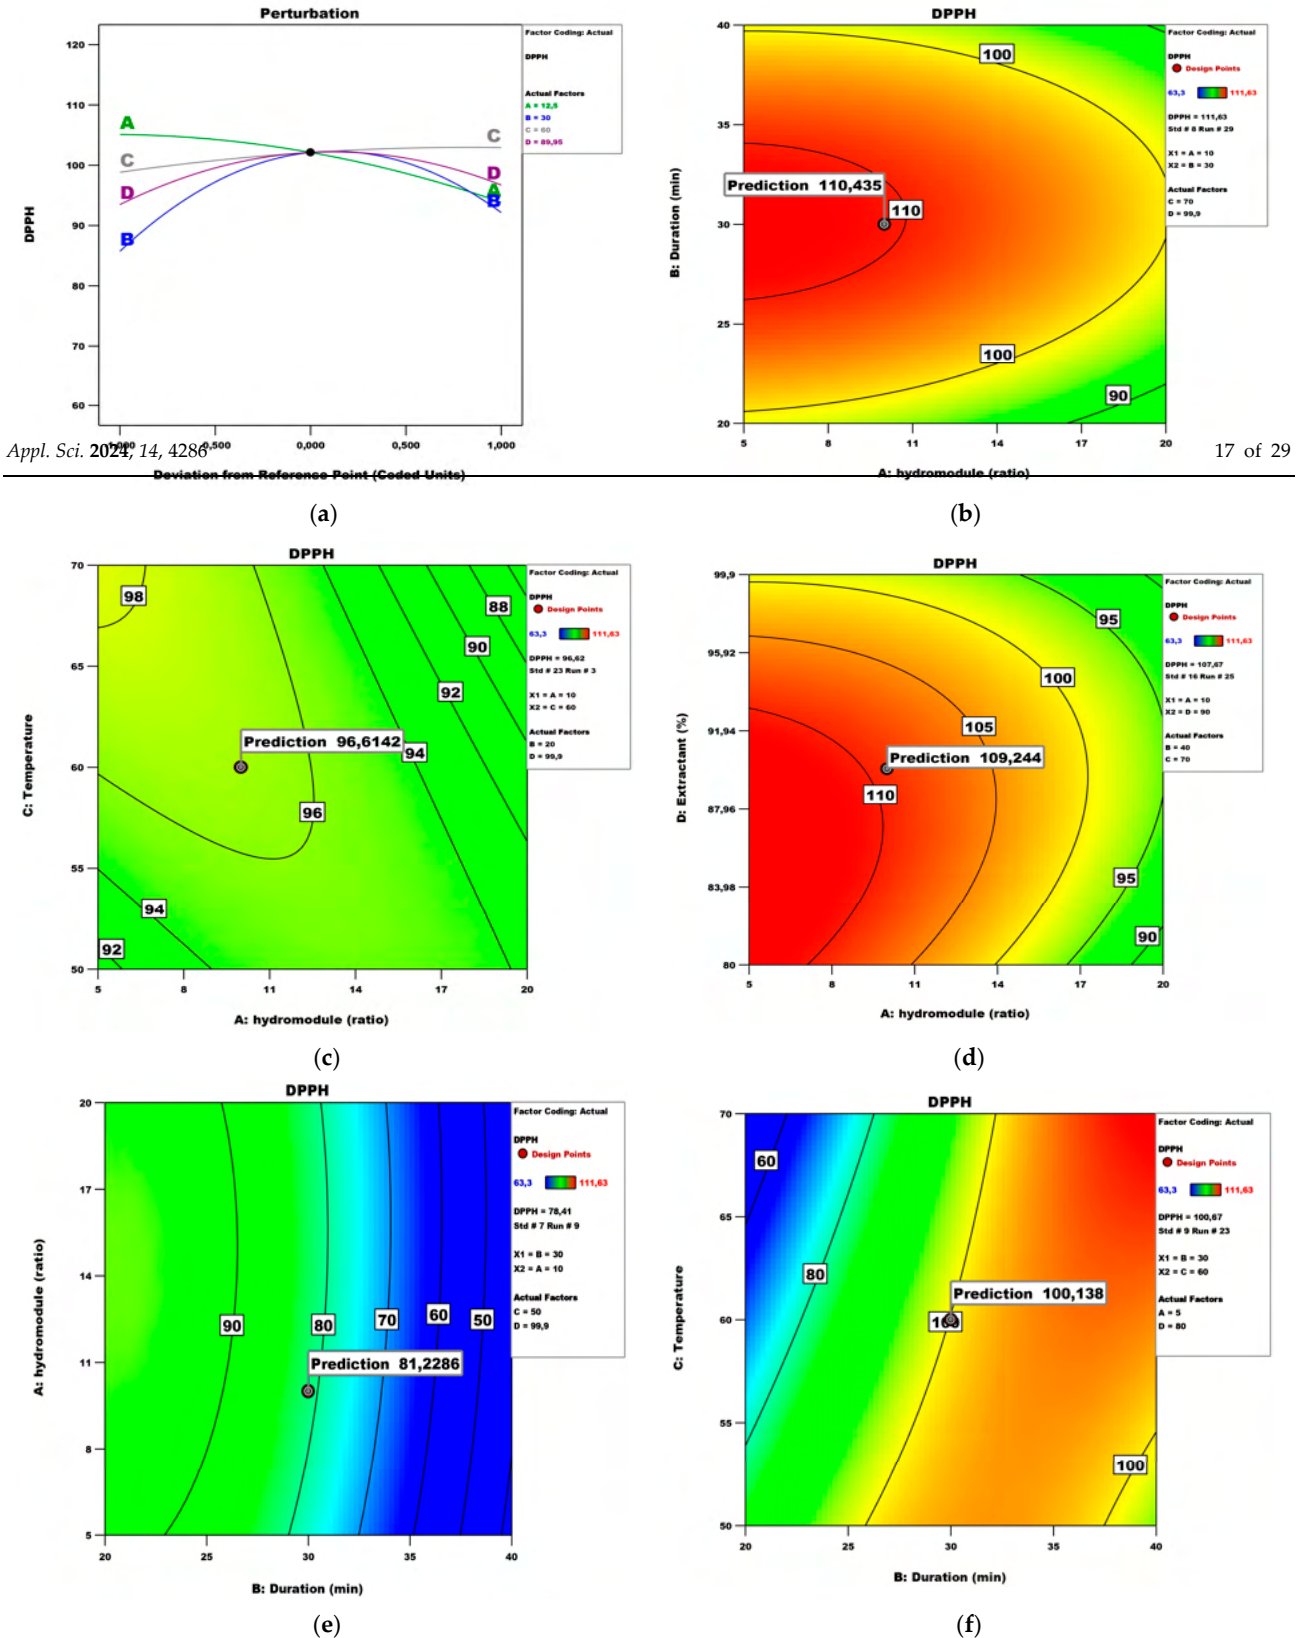 Perturbation
Factor Coding: Actual
DPPH
Actual Factors
A = 12,5
B = 30
C = 60
D = 89,95
120
110
100
90
80
70
60
DPPH
A
C
D
B
C
D
A
B
0,500
0,000
0,500
1,000
Deviation from Reference Point (Coded Units)
(a)
DPPH
Factor Coding: Actual
DPPH
Design Points
63,3 111,63
DPPH = 111,63
Std # 8 Run # 29
X1 = A = 10
X2 = B = 30
Actual Factors
C = 70
D = 99,9
40
35
30
25
20
B: Duration (min)
100
Prediction 110,435
110
100
90
5 8 11 14 17 20
A: hydromodule (ratio)
(b)
Appl. Sci. 2024, 14, 4286
17 of 29
DPPH
Factor Coding: Actual
DPPH
Design Points
63,3 111,63
DPPH = 96,62
Std # 23 Run # 3
X1 = A = 10
X2 = C = 60
Actual Factors
B = 20
D = 99,9
70
65
60
55
50
C: Temperature
98
88
90
92
Prediction 96,6142
94
96
94
92
5 8 11 14 17 20
A: hydromodule (ratio)
(c)
DPPH
Factor Coding: Actual
DPPH
Design Points
63,3 111,63
DPPH = 107,67
Std # 16 Run # 25
X1 = A = 10
X2 = D = 90
Actual Factors
B = 40
C = 70
99,9
95,92
91,94
87,96
83,98
80
D: Extractant (%)
95
100
105
Prediction 109,244
110
95
90
5 8 11 14 17 20
A: hydromodule (ratio)
(d)
DPPH
Factor Coding: Actual
DPPH
Design Points
63,3 111,63
DPPH = 78,41
Std # 7 Run # 9
X1 = B = 30
X2 = A = 10
Actual Factors
C = 50
D = 99,9
20
17
14
11
8
5
A: hydromodule (ratio)
90
80
70
60
50
Prediction 81,2286
20 25 30 35 40
B: Duration (min)
(e)
DPPH
Factor Coding: Actual
DPPH
Design Points
63,3 111,63
DPPH = 100,67
Std # 9 Run # 23
X1 = B = 30
X2 = C = 60
Actual Factors
A = 5
D = 80
70
65
60
55
50
C: Temperature
60
80
Prediction 100,138
100
100
20 25 30 35 40
B: Duration (min)
(f)